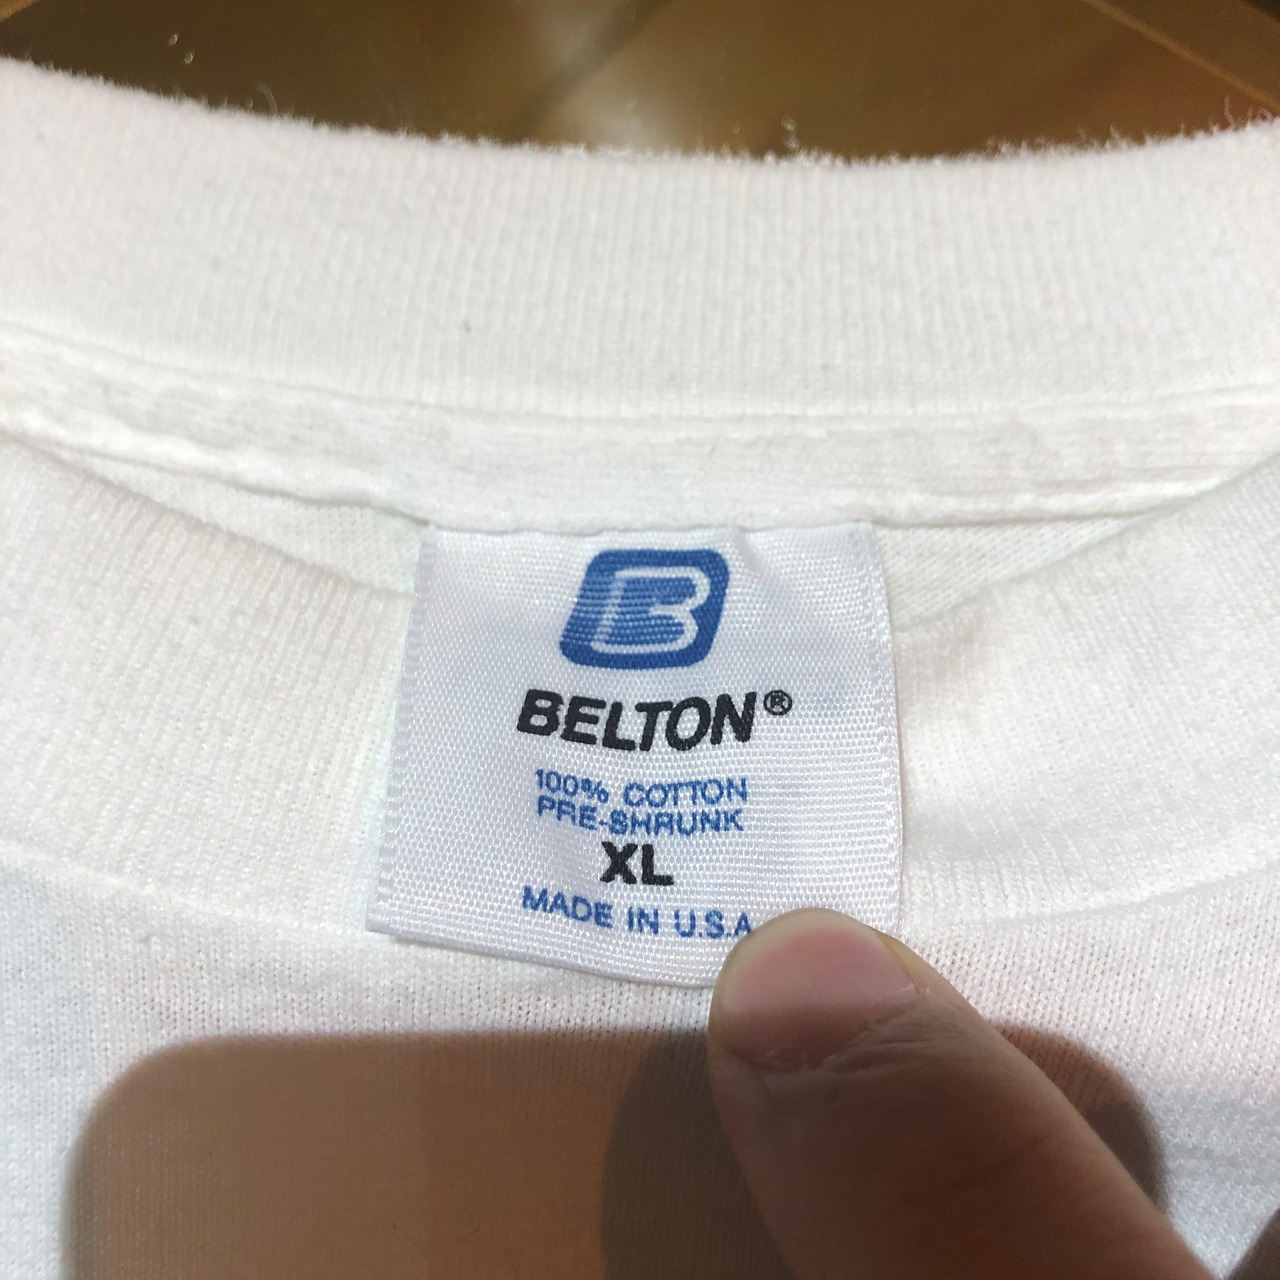 B
BELTON®
100% COTTON
PRE-SHRUNK
XL
MADE IN U.S.A